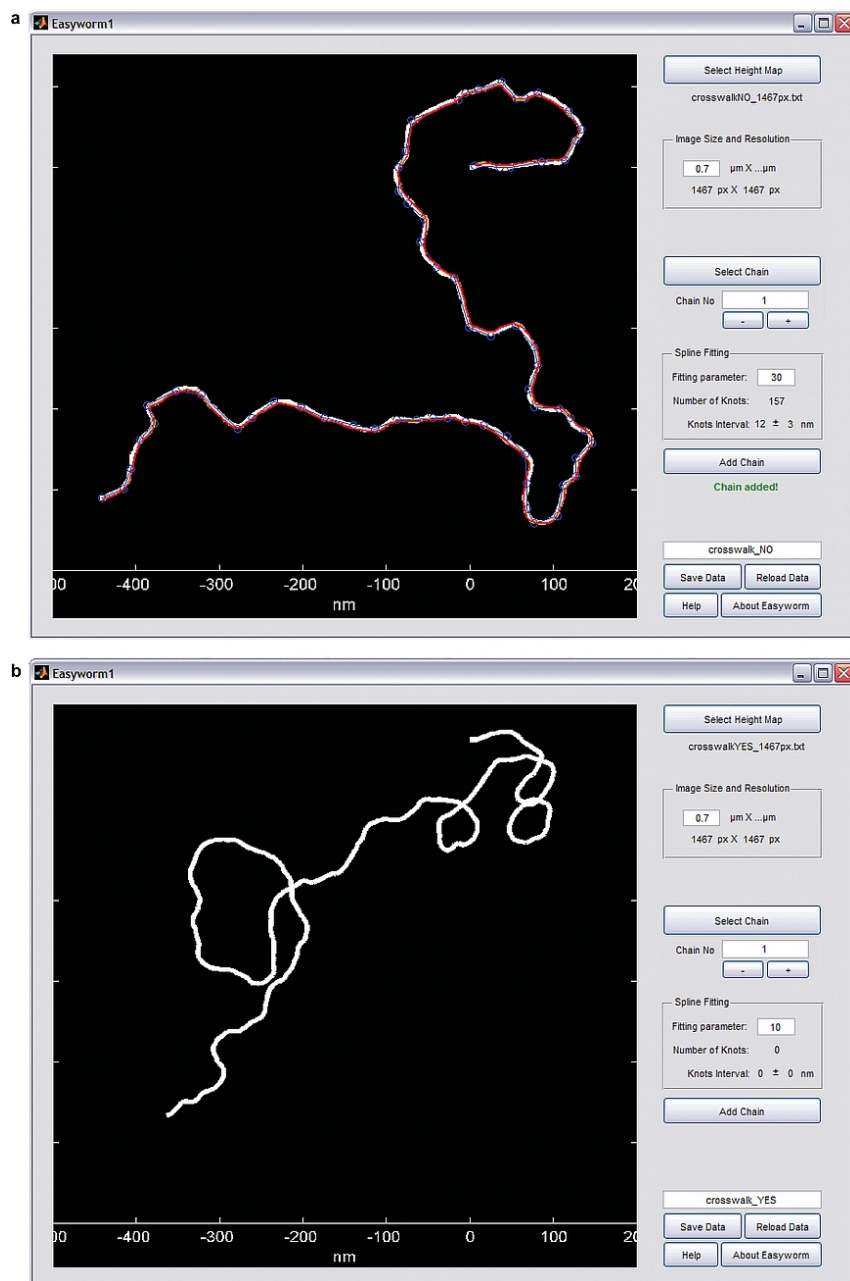 a
Easyworm1
Select Height Map
crosswalkNO_1467px.txt
Image Size and Resolution
0.7 µm X ...µm
1467 px X 1467 px
Select Chain
Chain No 1
- +
Spline Fitting
Fitting parameter: 30
Number of Knots: 157
Knots Interval: 12 ± 3 nm
Add Chain
Chain added!
crosswalk_NO
Save Data Reload Data
Help About Easyworm
00 -400 -300 -200 -100 0 100 20
nm
b
Easyworm1
Select Height Map
crosswalkYES_1467px.txt
Image Size and Resolution
0.7 µm X ...µm
1467 px X 1467 px
Select Chain
Chain No 1
- +
Spline Fitting
Fitting parameter: 10
Number of Knots: 0
Knots Interval: 0 ± 0 nm
Add Chain
crosswalk_YES
Save Data Reload Data
Help About Easyworm
00 -400 -300 -200 -100 0 100 20
nm